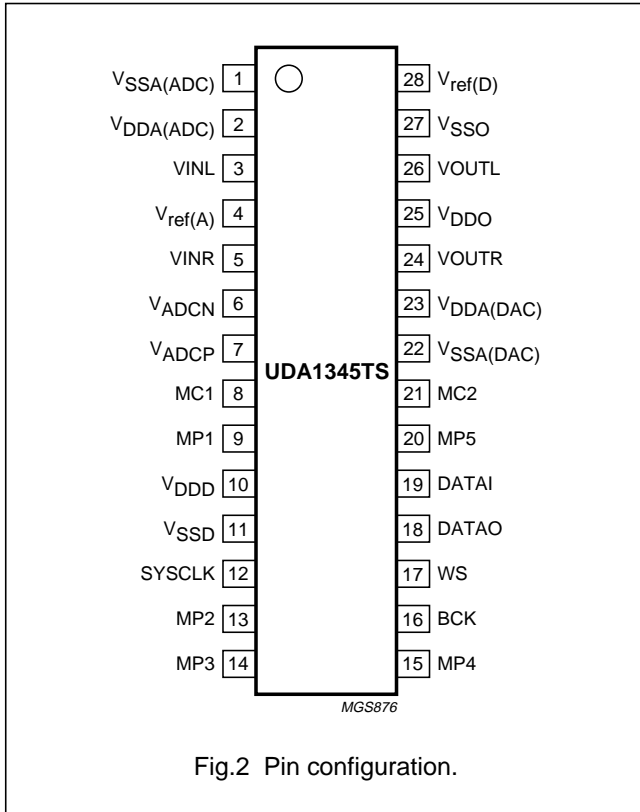 VSSA(ADC) 1 28 Vref(D)
VDDA(ADC) 2 27 VSSO
VINL 3 26 VOUTL
Vref(A) 4 25 VDDO
VINR 5 24 VOUTR
VADCN 6 23 VDDA(DAC)
VADCP 7 22 VSSA(DAC)
UDA1345TS
MC1 8 21 MC2
MP1 9 20 MP5
VDDD 10 19 DATAI
VSSD 11 18 DATAO
SYSCLK 12 17 WS
MP2 13 16 BCK
MP3 14 15 MP4
MGS876
Fig.2 Pin configuration.